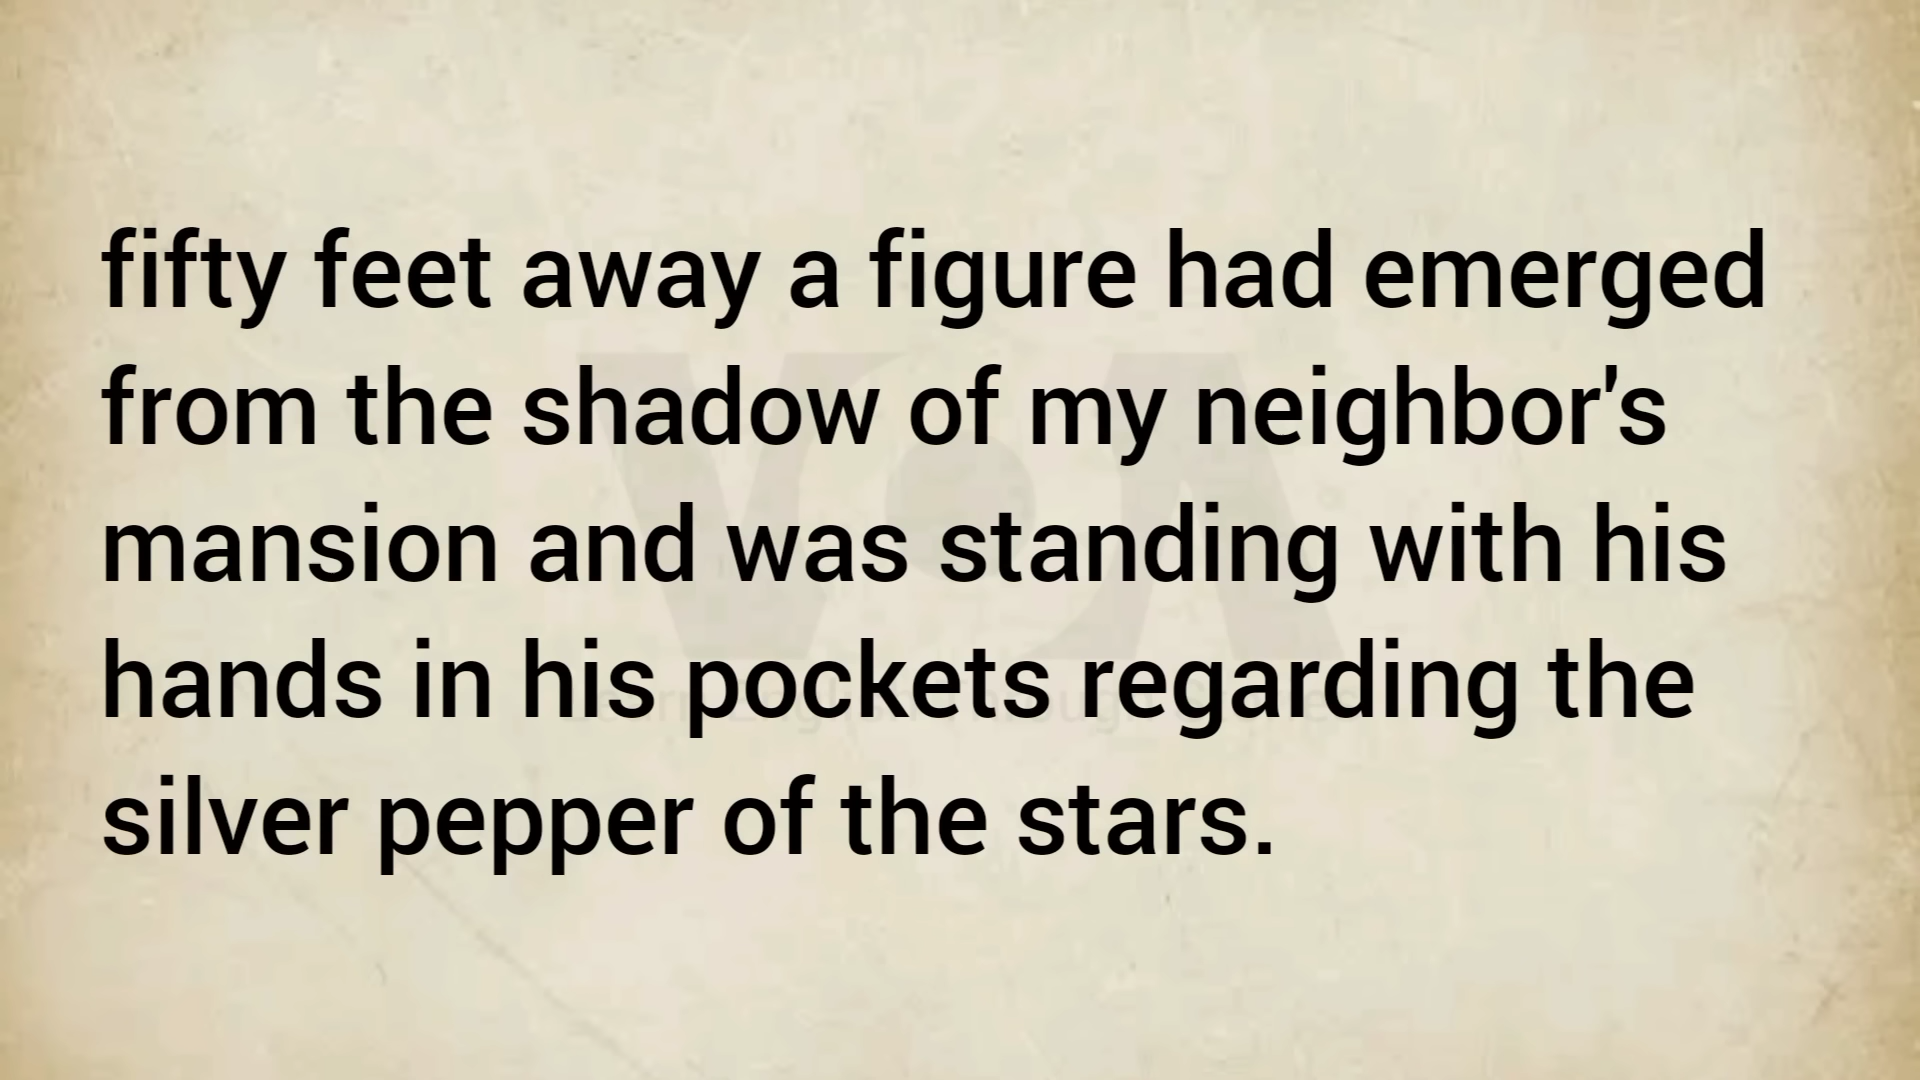 fifty feet away a figure had emerged
from the shadow of my neighbor's
mansion and was standing with his
hands in his pockets regarding the
silver pepper of the stars.
VOA